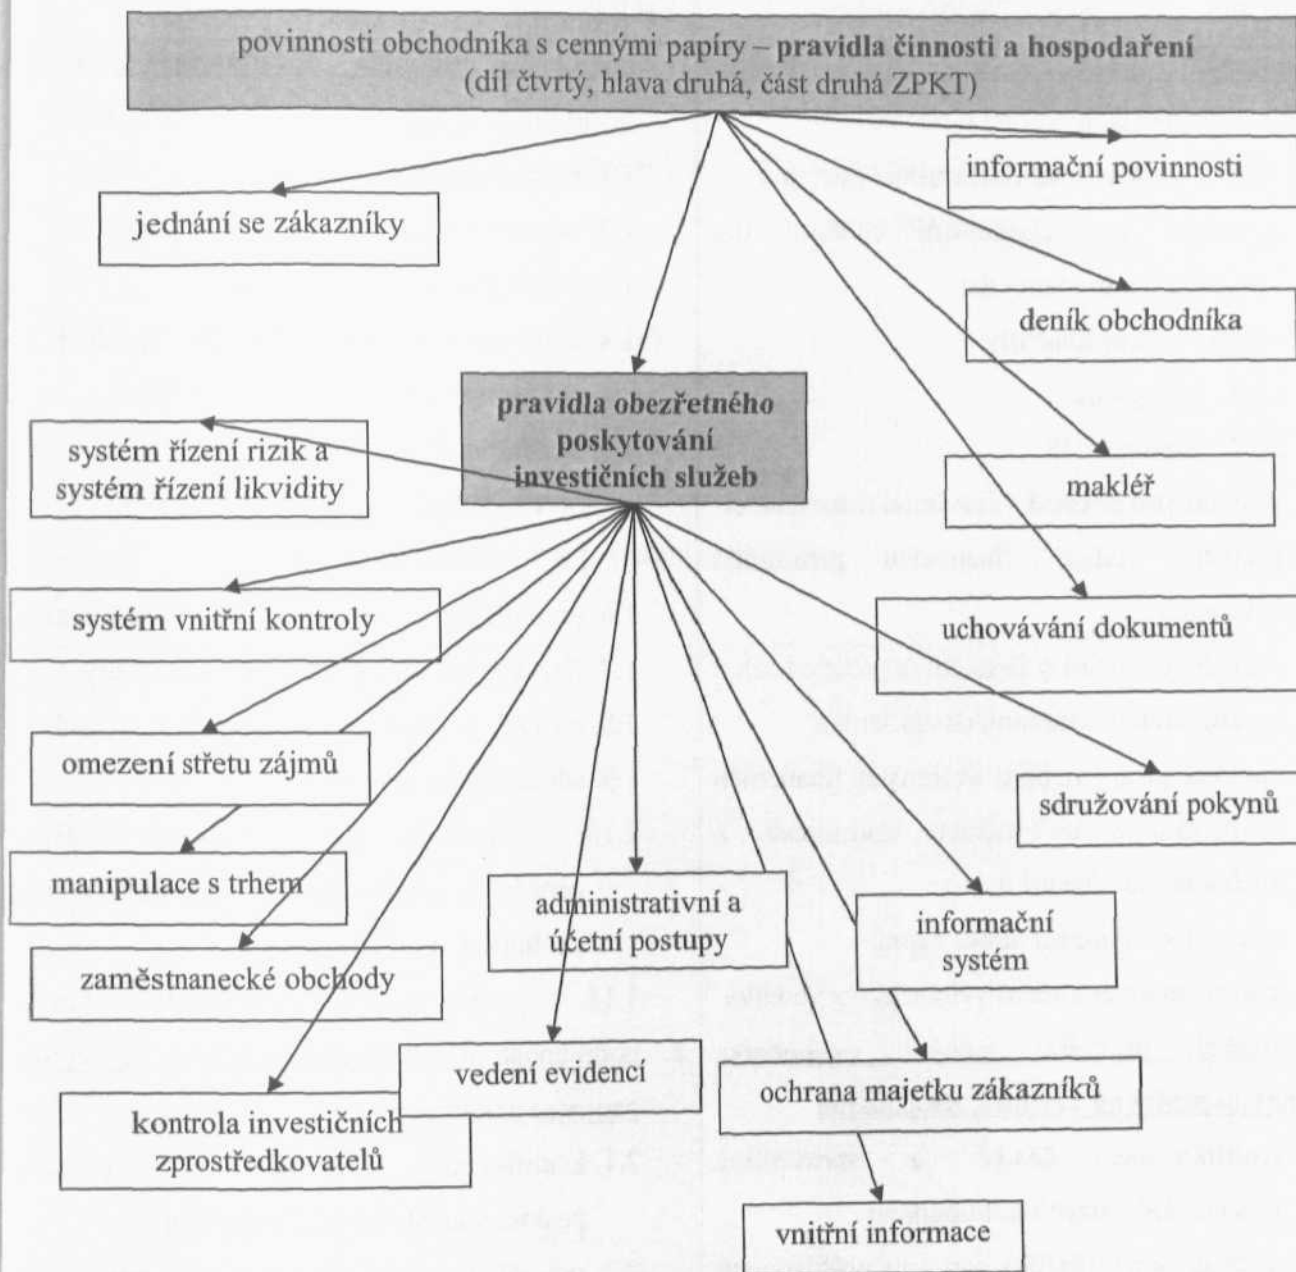 povinnosti obchodníka s cennými papíry – pravidla činnosti a hospodaření
(díl čtvrtý, hlava druhá, část druhá ZPKT)
informační povinnosti
jednání se zákazníky
deník obchodníka
pravidla obezřetného
poskytování
investičních služeb
systém řízení rizik a
systém řízení likvidity
makléř
systém vnitřní kontroly
uchovávání dokumentů
omezení střetu zájmů
sdružování pokynů
manipulace s trhem
administrativní a
účetní postupy
informační
systém
zaměstnanecké obchody
vedení evidencí
ochrana majetku zákazníků
kontrola investičních
zprostředkovatelů
vnitřní informace